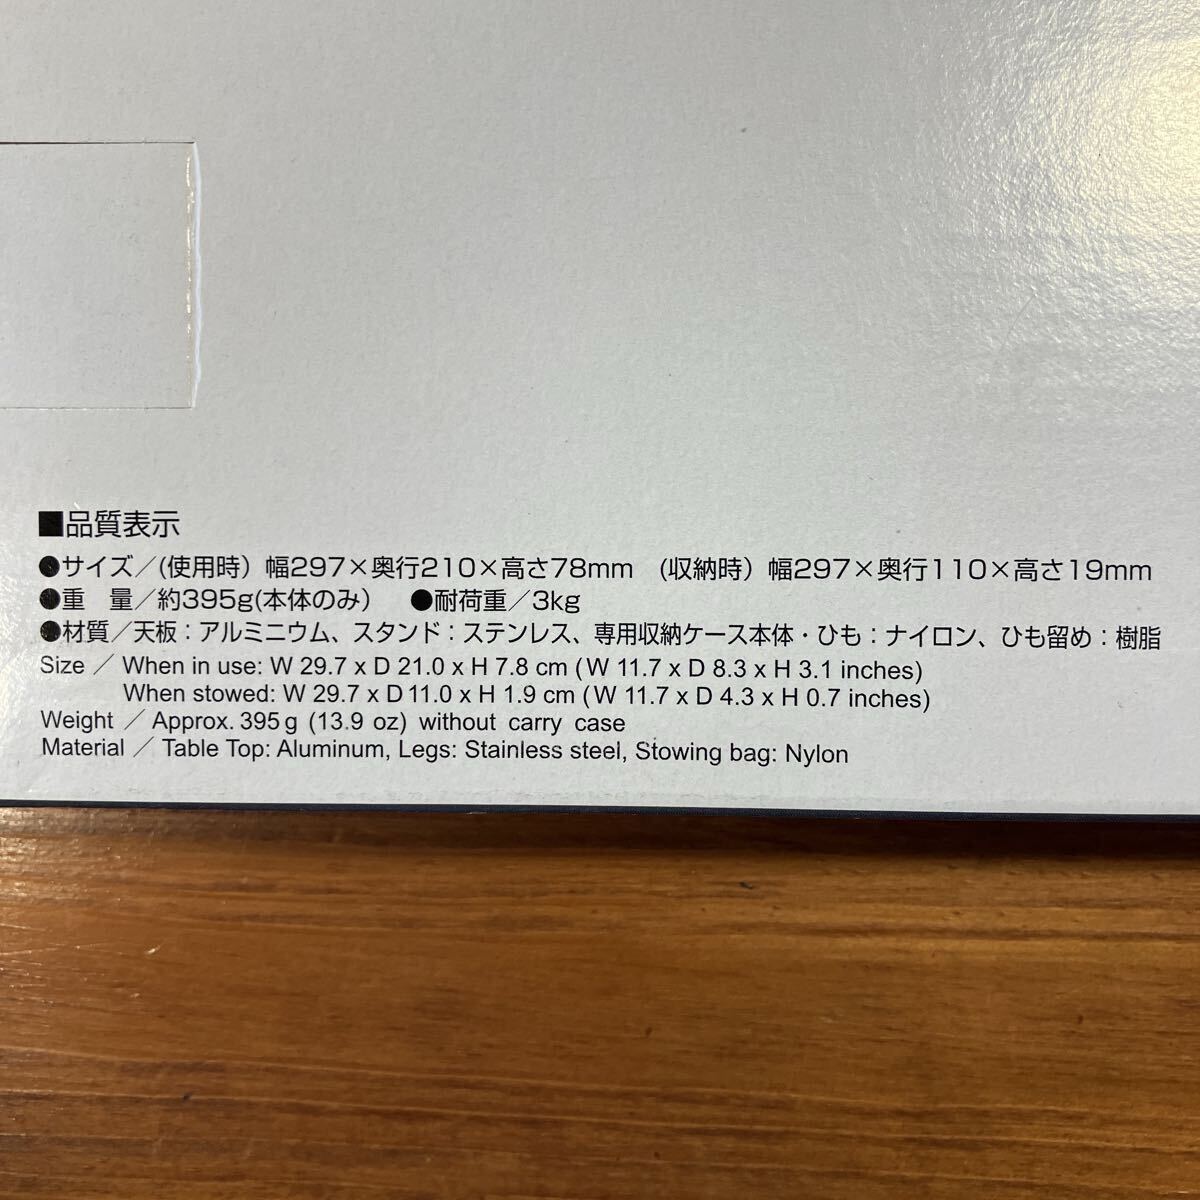 ■品質表示
●サイズ／(使用時）幅297×奥行210×高さ78mm　(収納時）幅297×奥行110×高さ19mm
●重　量／約395g(本体のみ）　●耐荷重／3kg
●材質／天板：アルミニウム、スタンド：ステンレス、専用収納ケース本体・ひも：ナイロン、ひも留め：樹脂
Size ／ When in use: W 29.7 x D 21.0 x H 7.8 cm ( W 11.7 x D 8.3 x H 3.1 inches)
When stowed: W 29.7 x D 11.0 x H 1.9 cm ( W 11.7 x D 4.3 x H 0.7 inches)
Weight ／ Approx. 395 g (13.9 oz) without carry case
Material ／ Table Top: Aluminum, Legs: Stainless steel, Stowing bag: Nylon